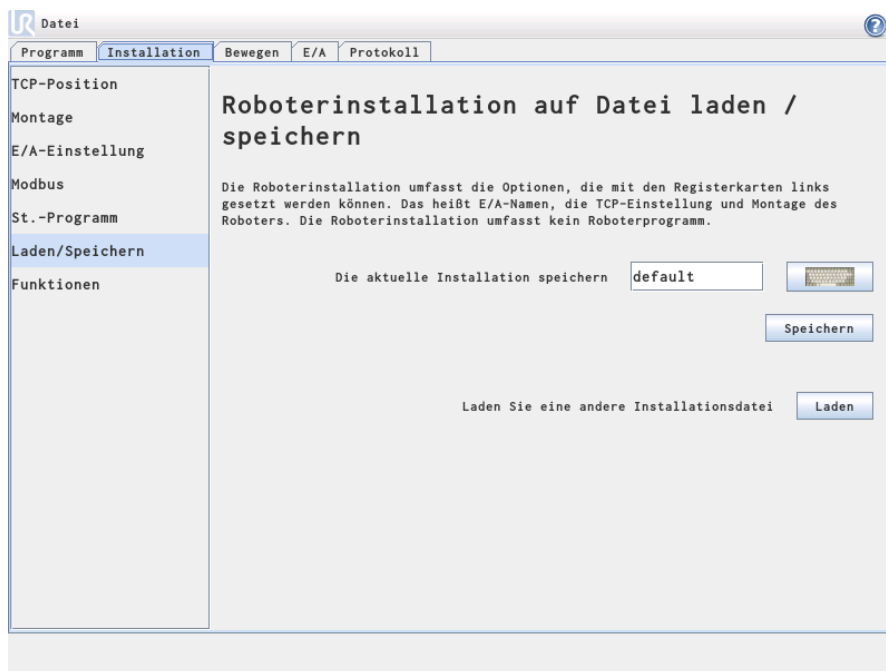 UR Datei
?
Programm Installation Bewegen E/A Protokoll
TCP-Position
Montage
E/A-Einstellung
Modbus
St.-Programm
Laden/Speichern
Funktionen
Roboterinstallation auf Datei laden /
speichern
Die Roboterinstallation umfasst die Optionen, die mit den Registerkarten links
gesetzt werden können. Das heißt E/A-Namen, die TCP-Einstellung und Montage des
Roboters. Die Roboterinstallation umfasst kein Roboterprogramm.
Die aktuelle Installation speichern default
Speichern
Laden Sie eine andere Installationsdatei Laden